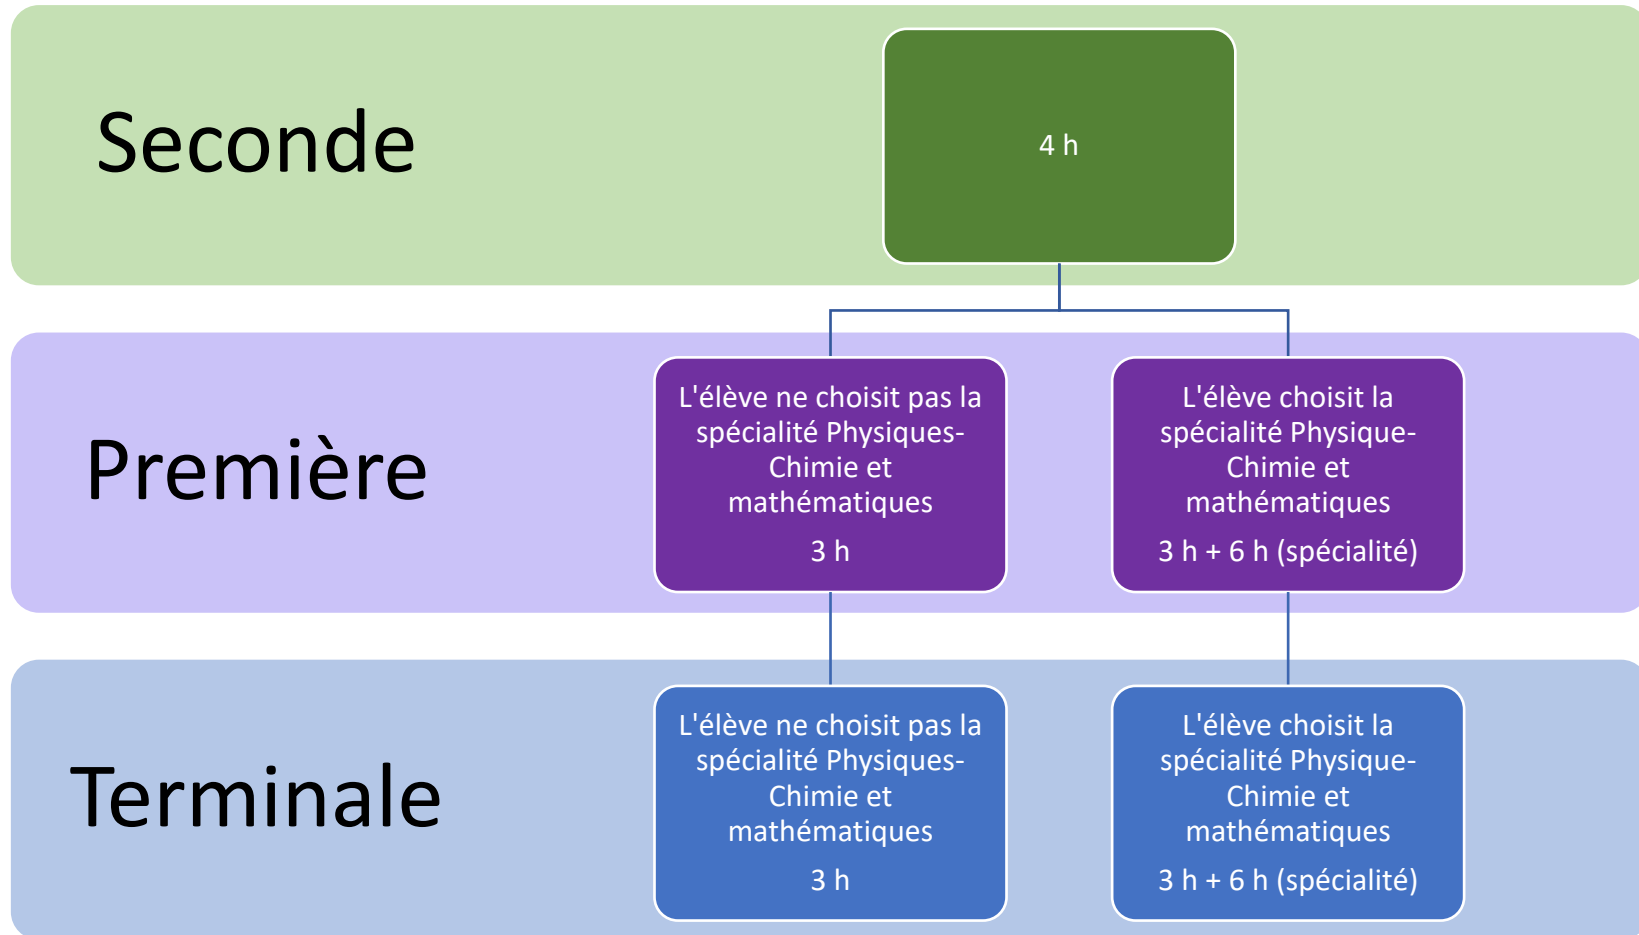 Seconde
4 h
Première
L'élève ne choisit pas la
spécialité Physiques-
Chimie et
mathématiques
3 h
L'élève choisit la
spécialité Physique-
Chimie et
mathématiques
3 h + 6 h (spécialité)
Terminale
L'élève ne choisit pas la
spécialité Physiques-
Chimie et
mathématiques
3 h
L'élève choisit la
spécialité Physique-
Chimie et
mathématiques
3 h + 6 h (spécialité)